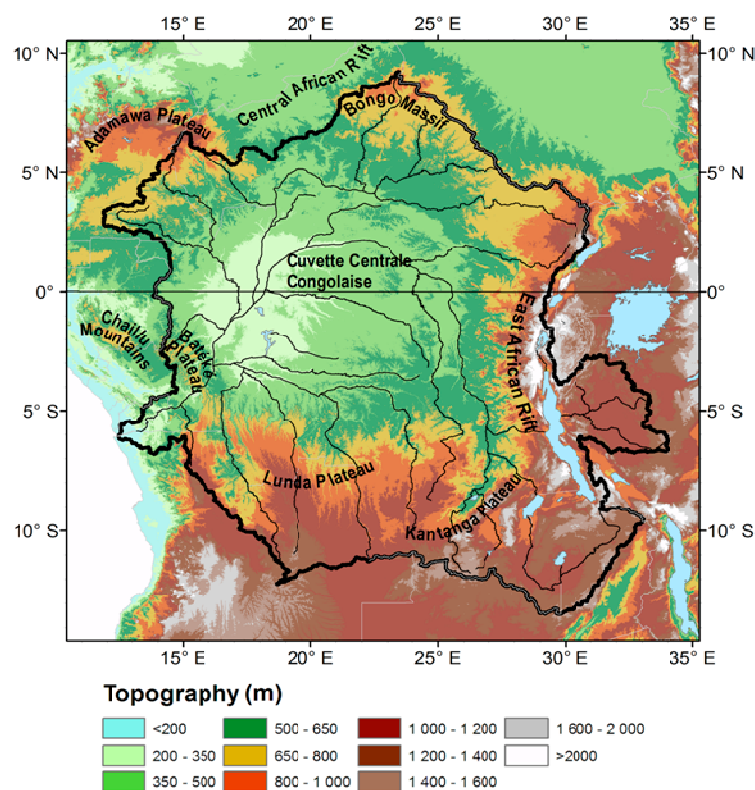 15° E 20° E 25° E 30° E 35° E
10° N 10° N
Central African Rift
Bongo Massif
Adamawa Plateau
5° N 5° N
Cuvette Centrale
Congolaise
0° 0°
East African Rift
Chaillu
Mountains
Bateke
Plateau
5° S 5° S
Lunda Plateau
Kantanga Plateau
10° S 10° S
15° E 20° E 25° E 30° E 35° E
Topography (m)
<200 500 - 650 1 000 - 1 200 1 600 - 2 000
200 - 350 650 - 800 1 200 - 1 400 >2000
350 - 500 800 - 1 000 1 400 - 1 600